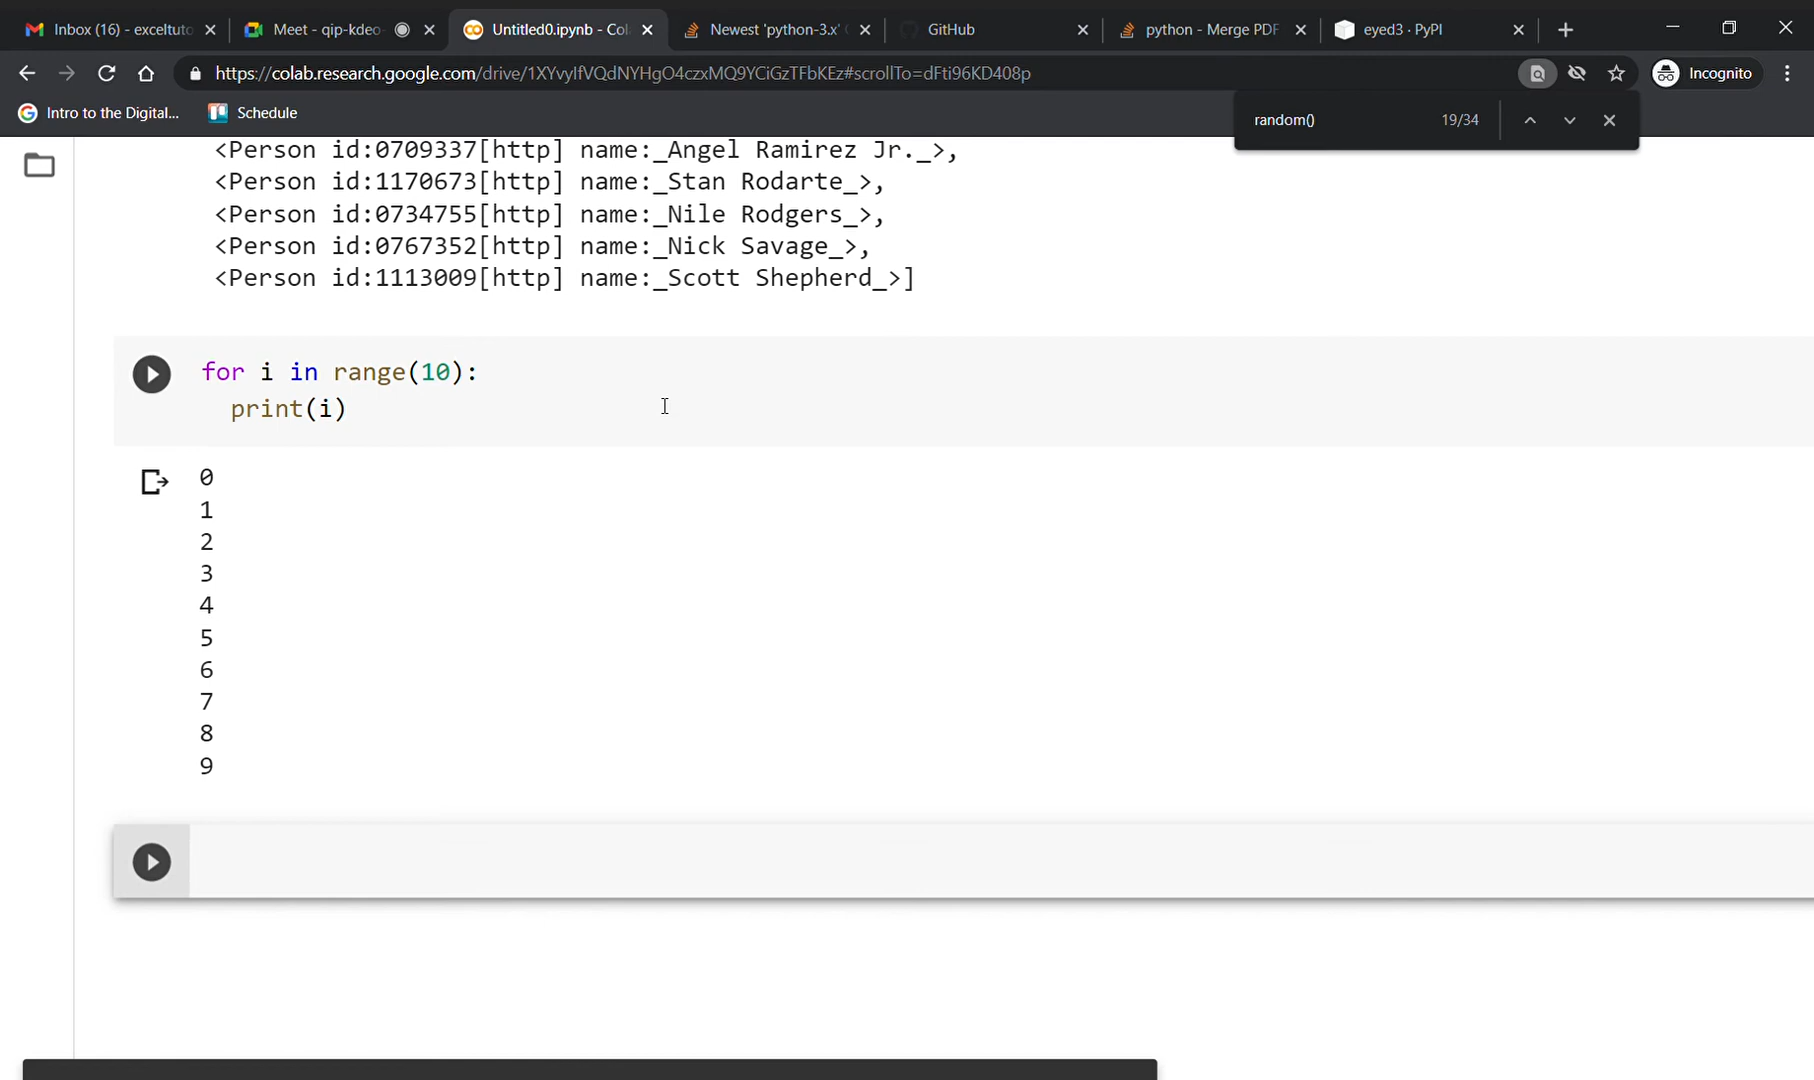 Inbox (16) - exceltuto
Meet - qip-kdeo-
Untitled0.ipynb - Col
Newest 'python-3.x' (
GitHub
python - Merge PDF
eyed3 · PyPI
https://colab.research.google.com/drive/1XYvyIfVQdNYHgO4czxMQ9YCiGzTFbKEz#scrollTo=dFti96KD408p
Incognito
Intro to the Digital...
Schedule
random()
19/34
<Person id:0709337[http] name:_Angel Ramirez Jr._>,
<Person id:1170673[http] name:_Stan Rodarte_>,
<Person id:0734755[http] name:_Nile Rodgers_>,
<Person id:0767352[http] name:_Nick Savage_>,
<Person id:1113009[http] name:_Scott Shepherd_>]
for i in range(10):
print(i)
0
1
2
3
4
5
6
7
8
9